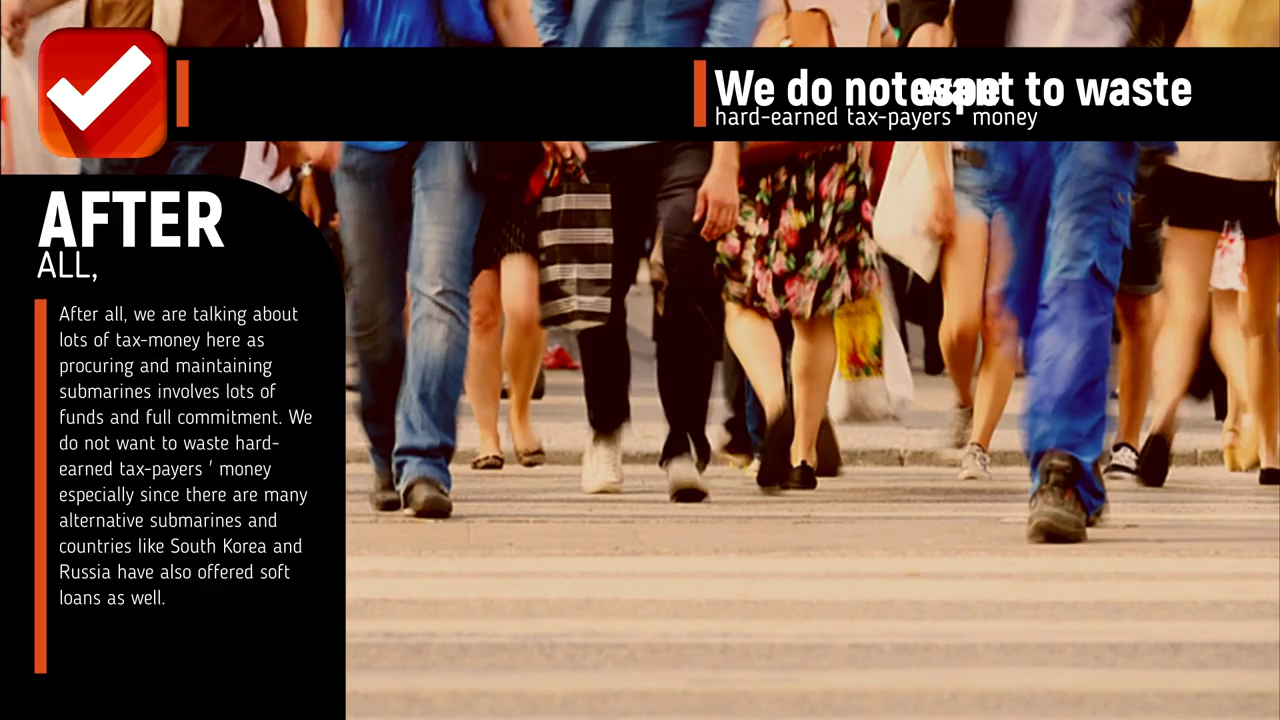 We do not want to waste
hard-earned tax-payers ' money
AFTER
ALL,
After all, we are talking about
lots of tax-money here as
procuring and maintaining
submarines involves lots of
funds and full commitment. We
do not want to waste hard-
earned tax-payers ' money
especially since there are many
alternative submarines and
countries like South Korea and
Russia have also offered soft
loans as well.